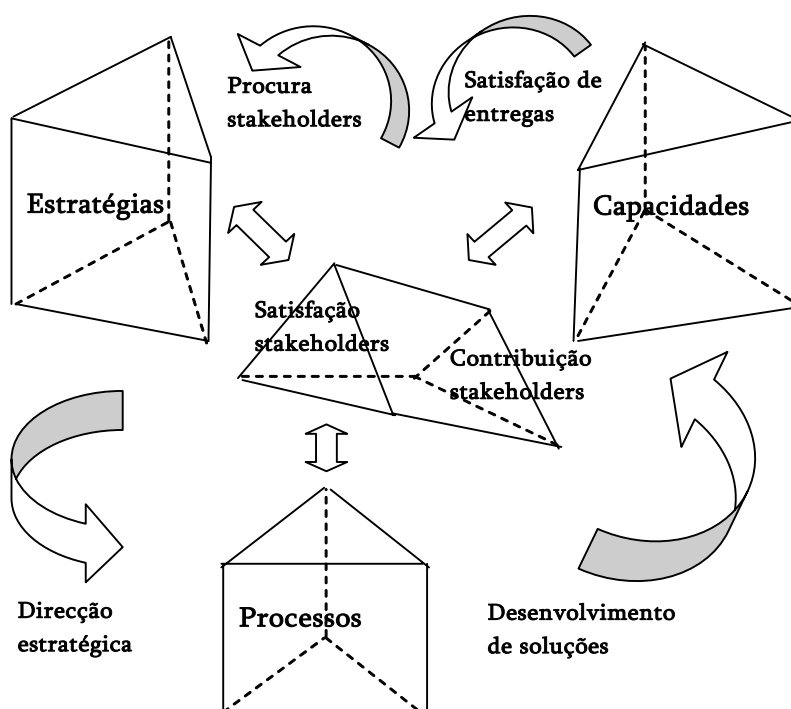 Procura
stakeholders
Satisfação de
entregas
Estratégias
Capacidades
Satisfação
stakeholders
Contribuição
stakeholders
Direcção
estratégica
Processos
Desenvolvimento
de soluções